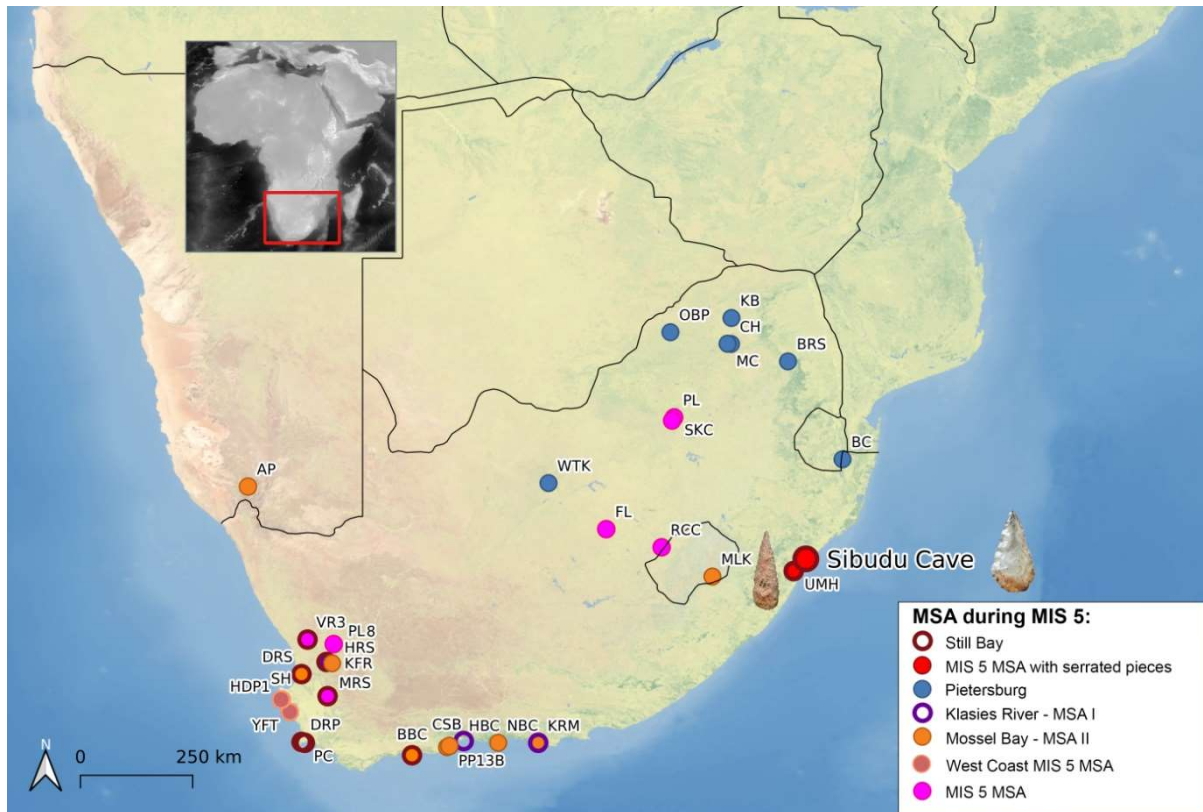 KB
OBP
CH
MC
BRS
PL
SKC
BC
AP
WTK
FL
RCC
MLK
Sibudu Cave
UMH
VR3
PL8
HRS
DRS
KFR
SH
MRS
HDP1
YFT
DRP
PC
BBC
CSB
HBC
NBC
KRM
PP13B
N
0
250 km
MSA during MIS 5:
Still Bay
MIS 5 MSA with serrated pieces
Pietersburg
Klasies River - MSA I
Mossel Bay - MSA II
West Coast MIS 5 MSA
MIS 5 MSA